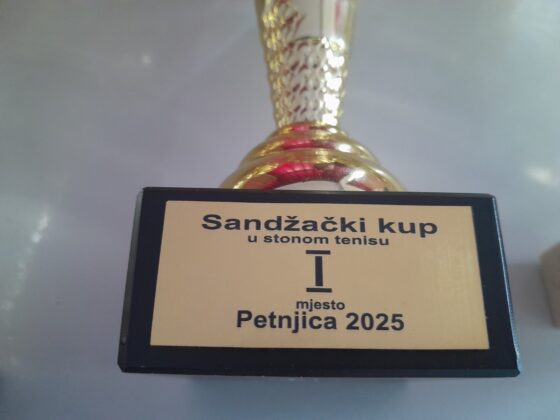 Sandžački kup
u stonom tenisu
I
mjesto
Petnjica 2025